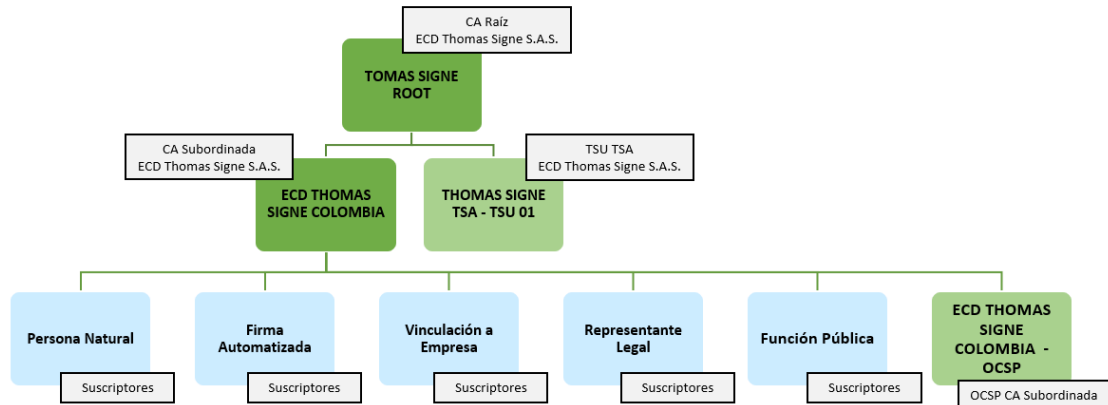 CA Raíz
ECD Thomas Signe S.A.S.
TOMAS SIGNE
ROOT
CA Subordinada
ECD Thomas Signe S.A.S.
TSU TSA
ECD Thomas Signe S.A.S.
ECD THOMAS
SIGNE COLOMBIA
THOMAS SIGNE
TSA - TSU 01
Persona Natural
Suscriptores
Firma
Automatizada
Suscriptores
Vinculación a
Empresa
Suscriptores
Representante
Legal
Suscriptores
Función Pública
Suscriptores
ECD THOMAS
SIGNE
COLOMBIA -
OCSP
OCSP CA Subordinada